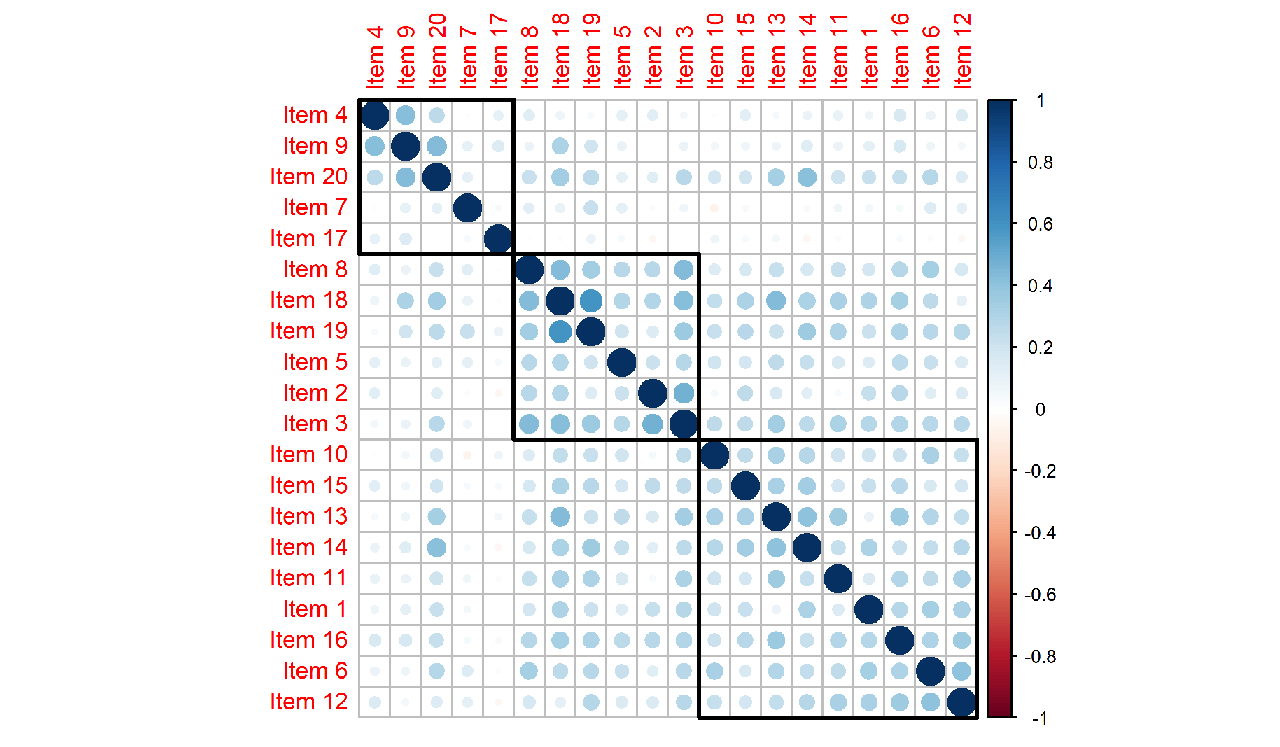 Item 4
Item 9
Item 20
Item 7
Item 17
Item 8
Item 18
Item 19
Item 5
Item 2
Item 3
Item 10
Item 15
Item 13
Item 14
Item 11
Item 1
Item 16
Item 6
Item 12
Item 4
Item 9
Item 20
Item 7
Item 17
Item 8
Item 18
Item 19
Item 5
Item 2
Item 3
Item 10
Item 15
Item 13
Item 14
Item 11
Item 1
Item 16
Item 6
Item 12
1
0.8
0.6
0.4
0.2
0
-0.2
-0.4
-0.6
-0.8
-1